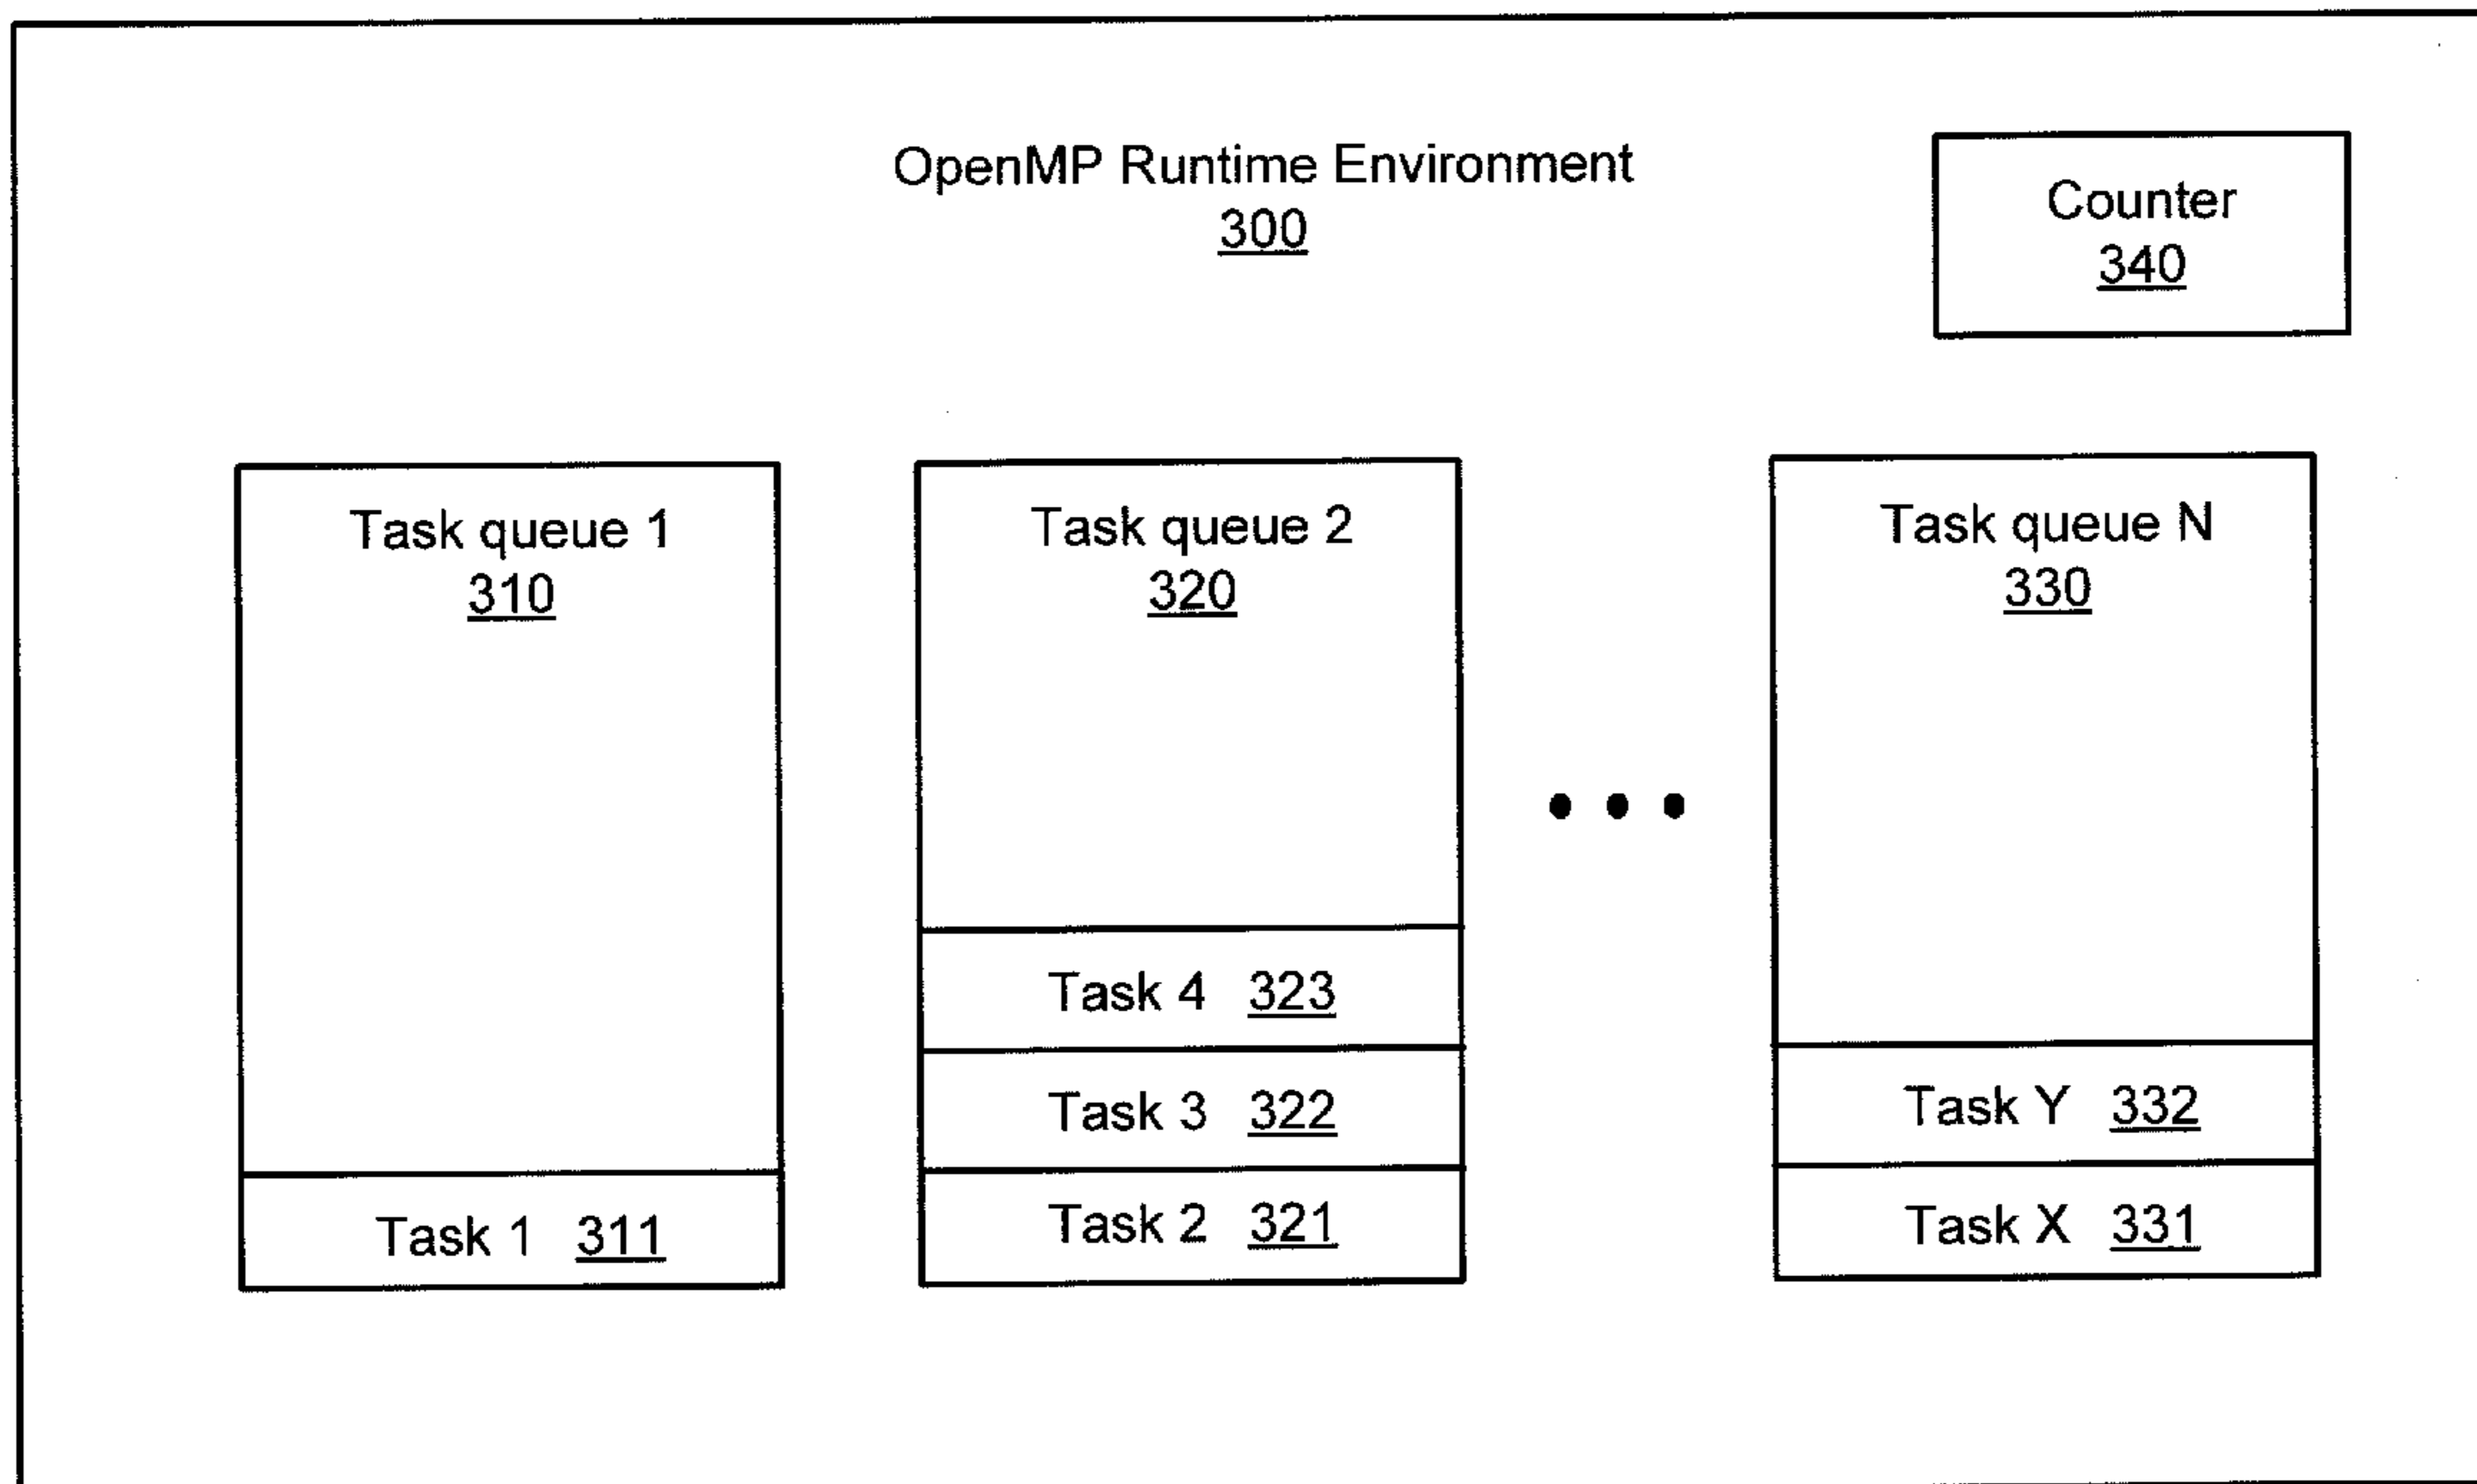 OpenMP Runtime Environment
300
Counter
340
Task queue 1
310
Task queue 2
320
Task queue N
330
Task 4 323
Task 3 322
Task Y 332
Task 1 311
Task 2 321
Task X 331